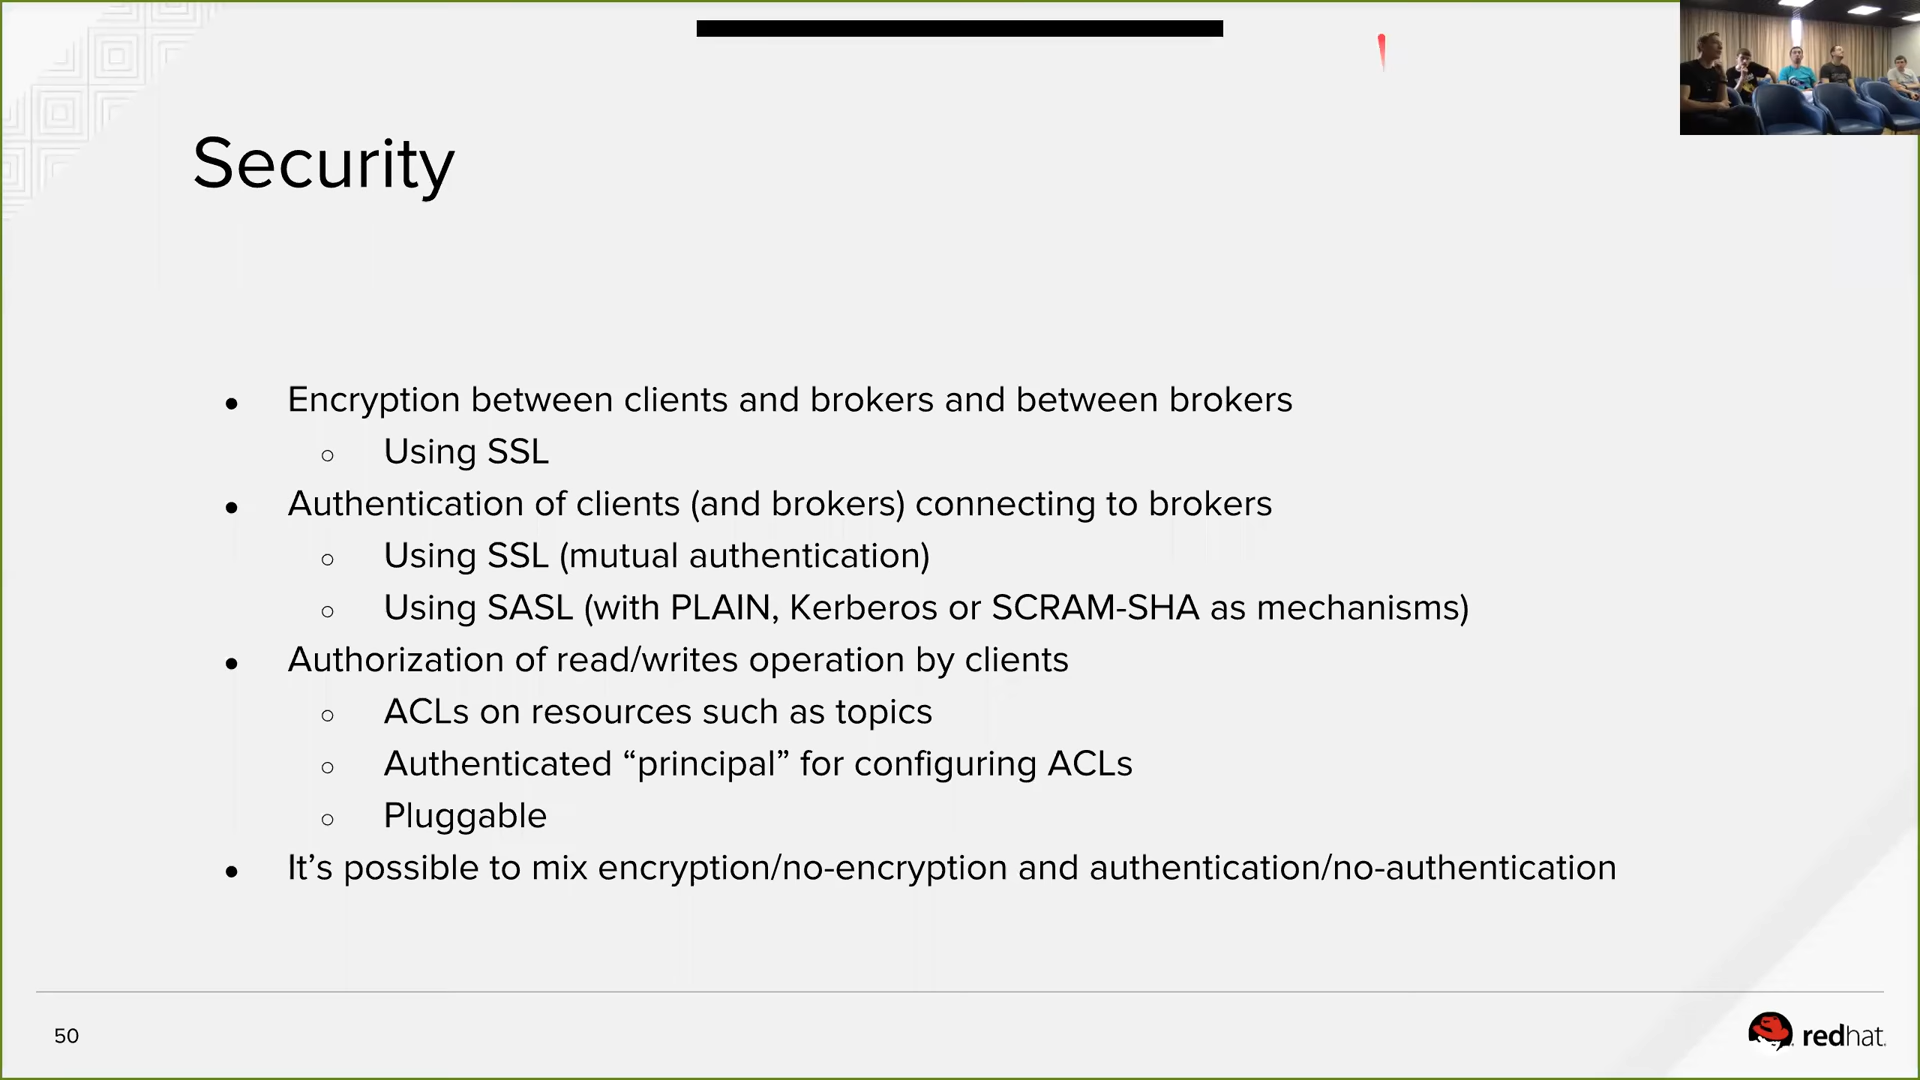 Security
● Encryption between clients and brokers and between brokers
○ Using SSL
● Authentication of clients (and brokers) connecting to brokers
○ Using SSL (mutual authentication)
○ Using SASL (with PLAIN, Kerberos or SCRAM-SHA as mechanisms)
● Authorization of read/writes operation by clients
○ ACLs on resources such as topics
○ Authenticated “principal” for configuring ACLs
○ Pluggable
● It’s possible to mix encryption/no-encryption and authentication/no-authentication
50
redhat.